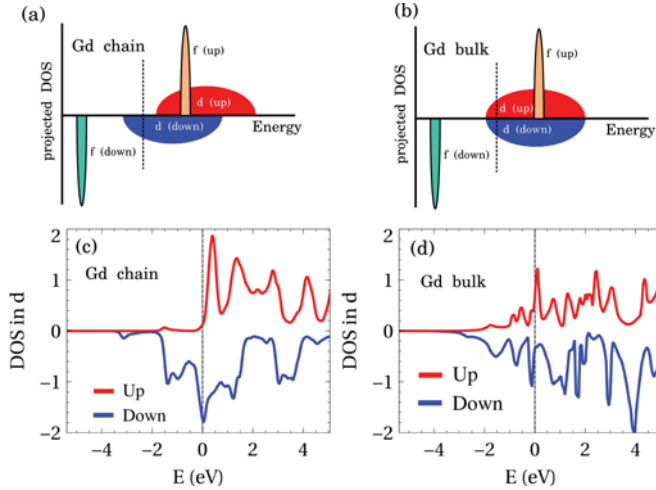 (a)
Gd chain
f (up)
d (up)
d (down)
Energy
f (down)
projected DOS
(b)
Gd bulk
f (up)
d (up)
d (down)
Energy
f (down)
projected DOS
(c)
Gd chain
Up
Down
DOS in d
2
1
0
−1
−2
−4 −2 0 2 4
E (eV)
(d)
Gd bulk
Up
Down
DOS in d
2
1
0
−1
−2
−4 −2 0 2 4
E (eV)